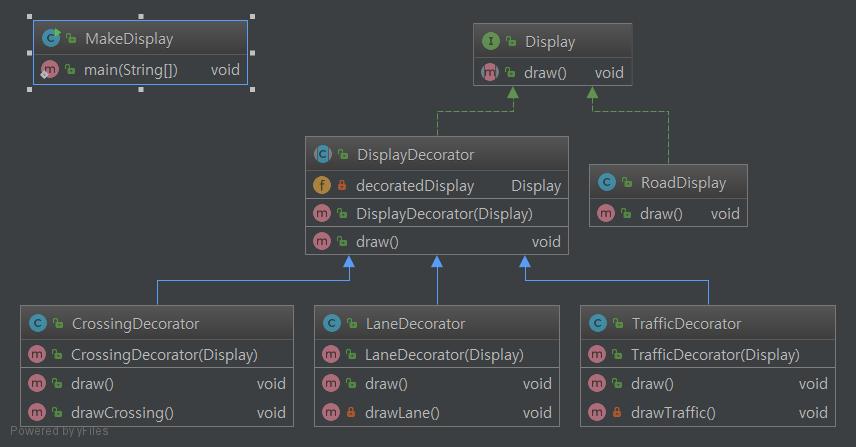 C MakeDisplay
m main(String[]) void
I Display
m draw() void
C DisplayDecorator
f decoratedDisplay Display
m DisplayDecorator(Display)
m draw() void
C RoadDisplay
m draw() void
C CrossingDecorator
m CrossingDecorator(Display)
m draw() void
m drawCrossing() void
C LaneDecorator
m LaneDecorator(Display)
m draw() void
m drawLane() void
C TrafficDecorator
m TrafficDecorator(Display)
m draw() void
m drawTraffic() void
Powered by yFiles